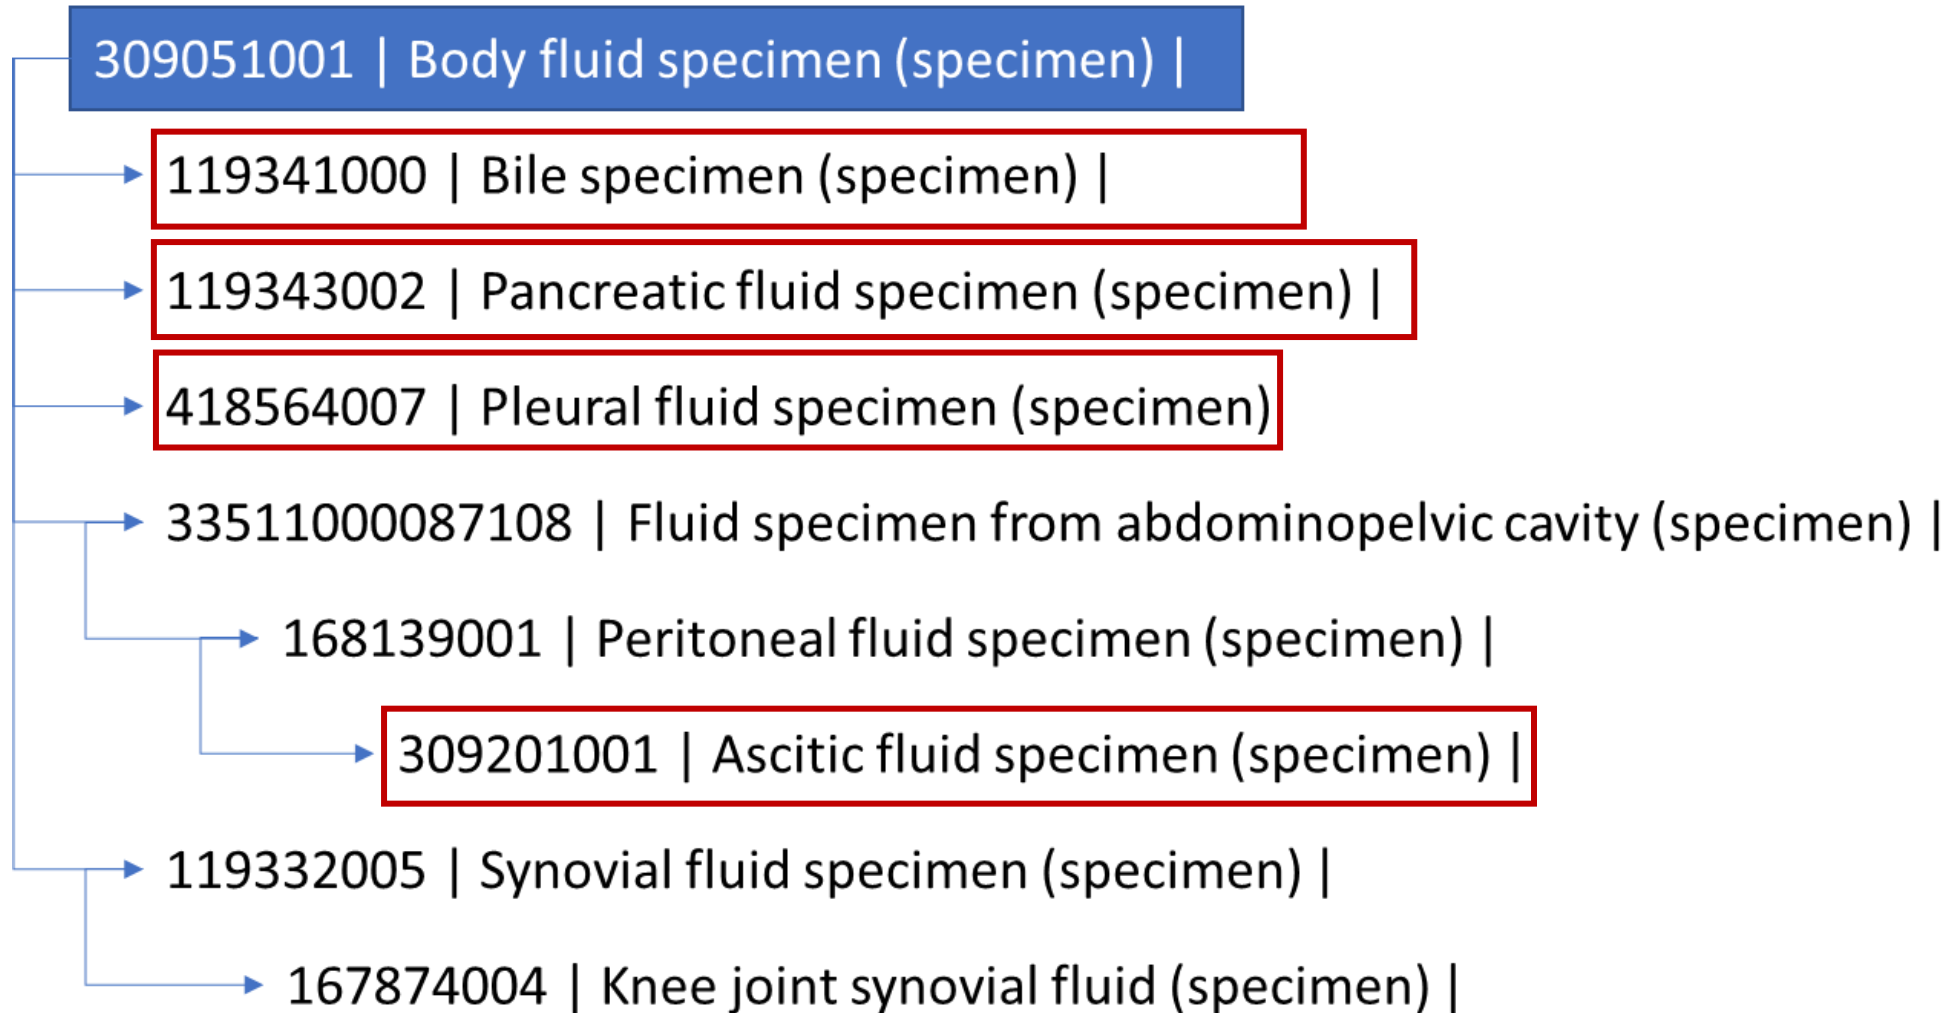 309051001 | Body fluid specimen (specimen) |
119341000 | Bile specimen (specimen) |
119343002 | Pancreatic fluid specimen (specimen) |
418564007 | Pleural fluid specimen (specimen)
33511000087108 | Fluid specimen from abdominopelvic cavity (specimen) |
168139001 | Peritoneal fluid specimen (specimen) |
309201001 | Ascitic fluid specimen (specimen) |
119332005 | Synovial fluid specimen (specimen) |
167874004 | Knee joint synovial fluid (specimen) |